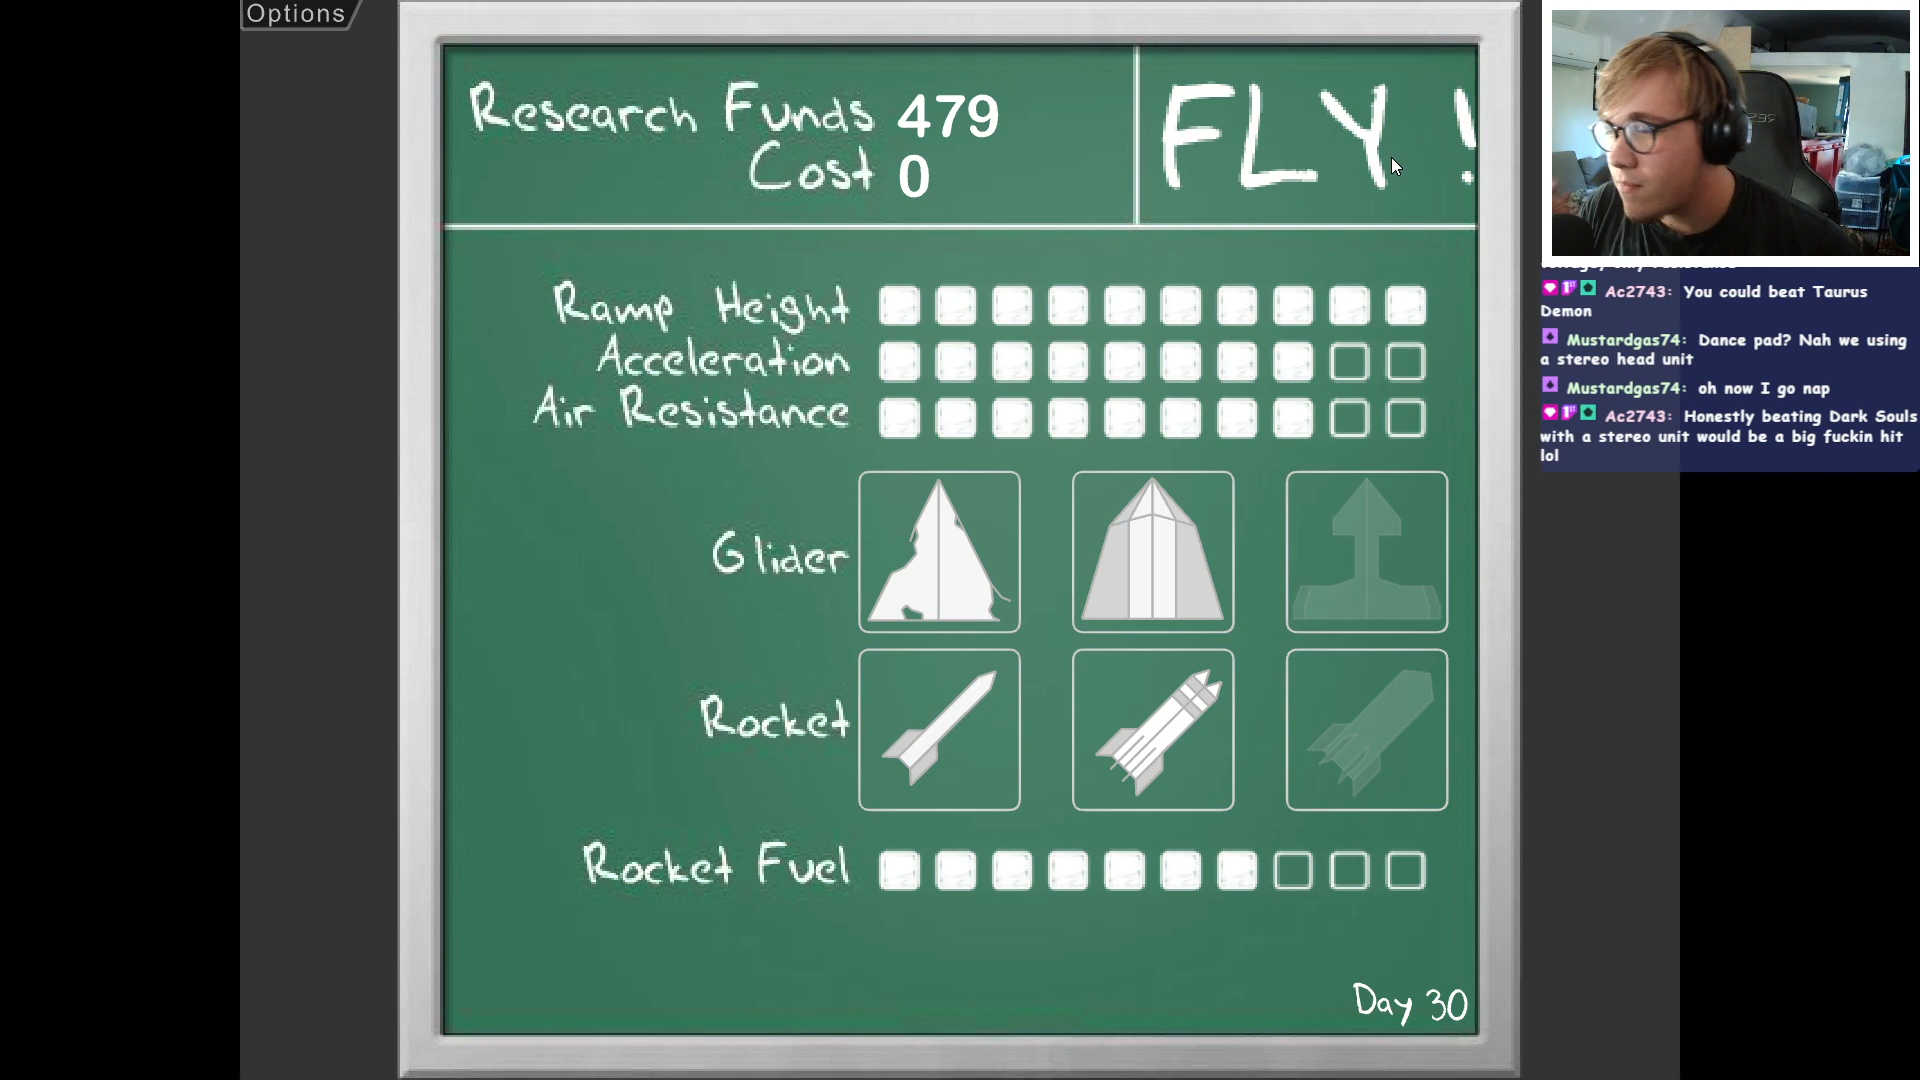 Options
Research Funds 479
Cost 0
FLY !
Ramp Height
Acceleration
Air Resistance
Glider
Rocket
Rocket Fuel
Day 30
Ac2743: You could beat Taurus
Demon
Mustardgas74: Dance pad? Nah we using
a stereo head unit
Mustardgas74: oh now I go nap
Ac2743: Honestly beating Dark Souls
with a stereo unit would be a big fuckin hit
lol